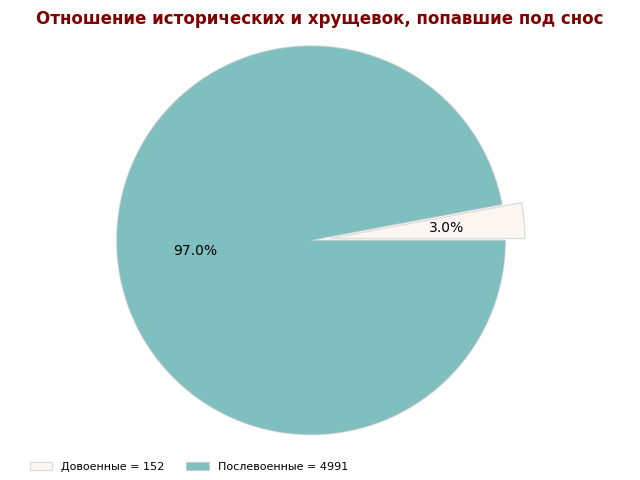 Отношение исторических и хрущевок, попавшие под снос
3.0%
97.0%
Довоенные = 152
Послевоенные = 4991